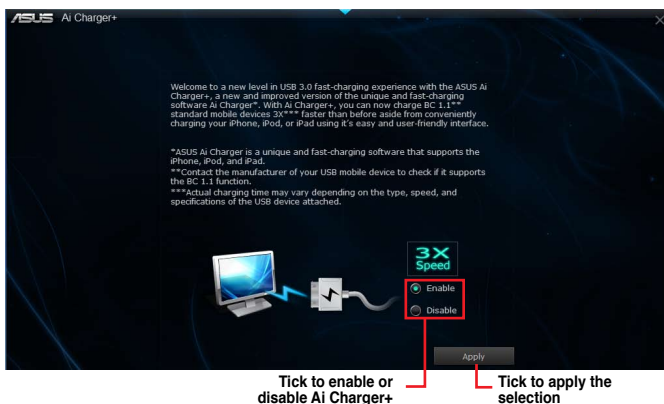 ASUS Ai Charger+
Welcome to a new level in USB 3.0 fast-charging experience with the ASUS Ai
Charger+, a new and improved version of the unique and fast-charging
software Ai Charger*. With Ai Charger+, you can now charge BC 1.1**
standard mobile devices 3X*** faster than before aside from conveniently
charging your iPhone, iPod, or iPad using it's easy and user-friendly interface.
*ASUS Ai Charger is a unique and fast-charging software that supports the
iPhone, iPod, and iPad.
**Contact the manufacturer of your USB mobile device to check if it supports
the BC 1.1 function.
***Actual charging time may vary depending on the type, speed, and
specifications of the USB device attached.
3X
Speed
Enable
Disable
Apply
Tick to enable or
disable Ai Charger+
Tick to apply the
selection